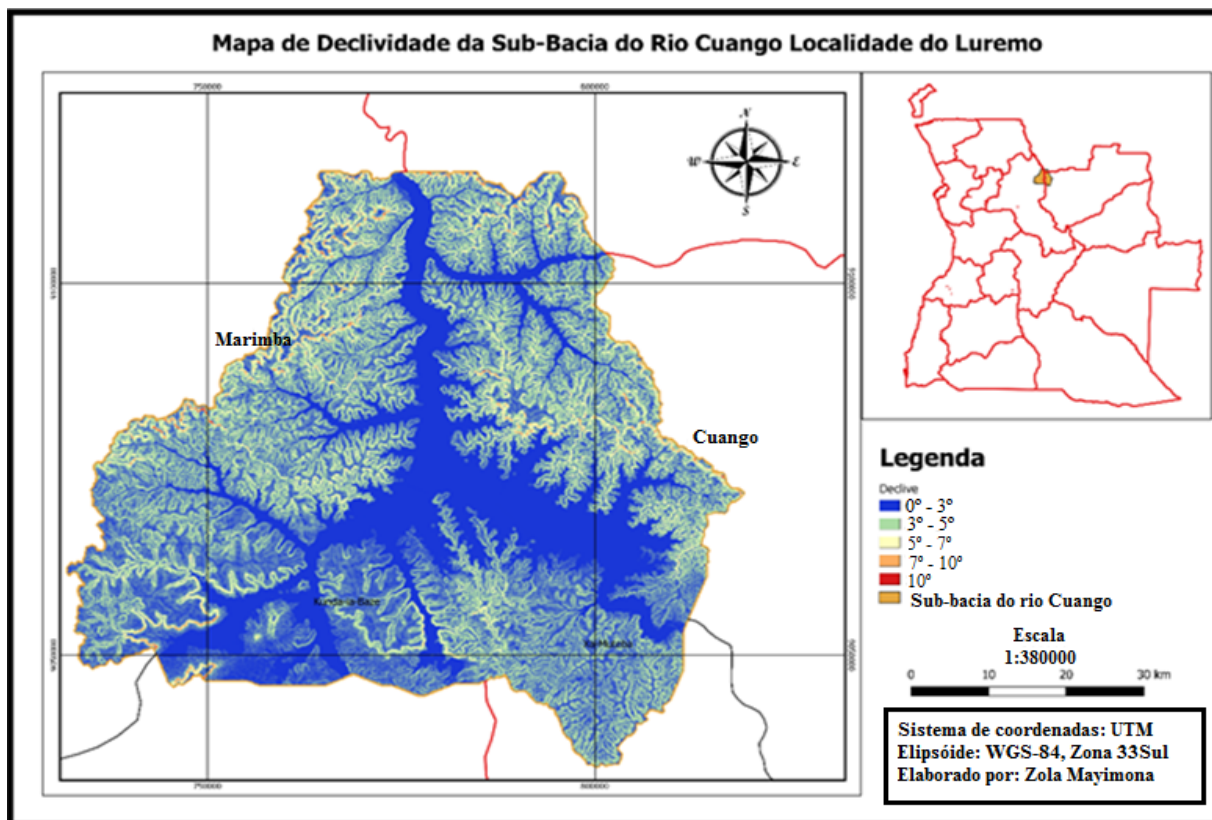 Mapa de Declividade da Sub-Bacia do Rio Cuango Localidade do Luremo
750000 800000
N
W E
S
Marimba
Cuango
750000 800000
Legenda
Declive
0º - 3º
3º - 5º
5º - 7º
7º - 10º
10º
Sub-bacia do rio Cuango
Escala
1:380000
0 10 20 30 km
Sistema de coordenadas: UTM
Elipsóide: WGS-84, Zona 33Sul
Elaborado por: Zola Mayimona